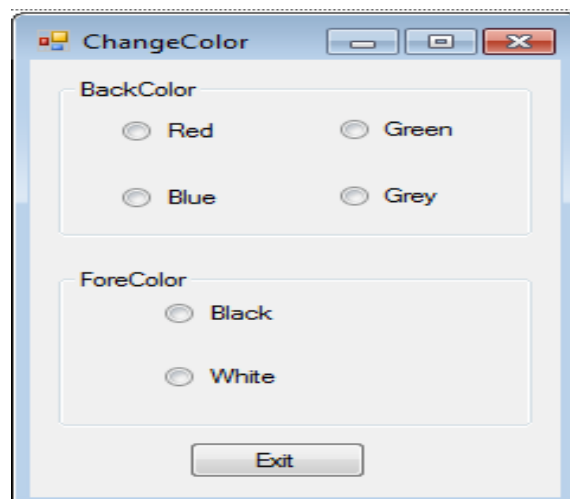 ChangeColor
BackColor
Red Green
Blue Grey
ForeColor
Black
White
Exit